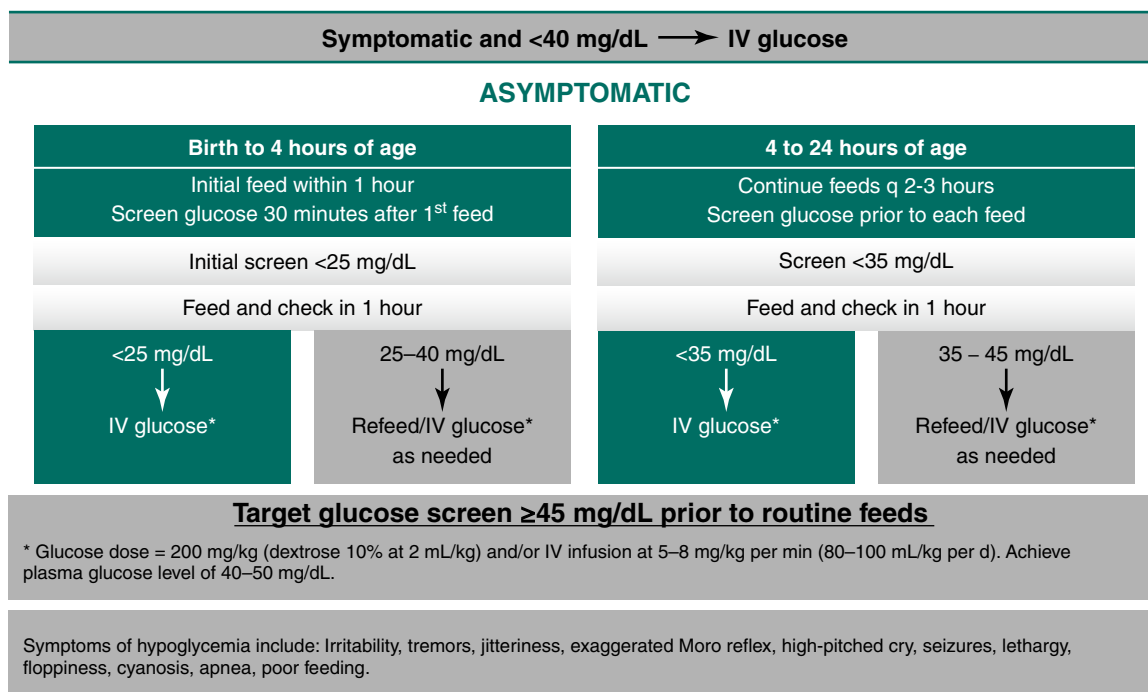 Symptomatic and <40 mg/dL → IV glucose
ASYMPTOMATIC
Birth to 4 hours of age
Initial feed within 1 hour
Screen glucose 30 minutes after 1st feed
Initial screen <25 mg/dL
Feed and check in 1 hour
<25 mg/dL
IV glucose*
25–40 mg/dL
Refeed/IV glucose*
as needed
4 to 24 hours of age
Continue feeds q 2-3 hours
Screen glucose prior to each feed
Screen <35 mg/dL
Feed and check in 1 hour
<35 mg/dL
IV glucose*
35 – 45 mg/dL
Refeed/IV glucose*
as needed
Target glucose screen ≥45 mg/dL prior to routine feeds
* Glucose dose = 200 mg/kg (dextrose 10% at 2 mL/kg) and/or IV infusion at 5–8 mg/kg per min (80–100 mL/kg per d). Achieve
plasma glucose level of 40–50 mg/dL.
Symptoms of hypoglycemia include: Irritability, tremors, jitteriness, exaggerated Moro reflex, high-pitched cry, seizures, lethargy,
floppiness, cyanosis, apnea, poor feeding.